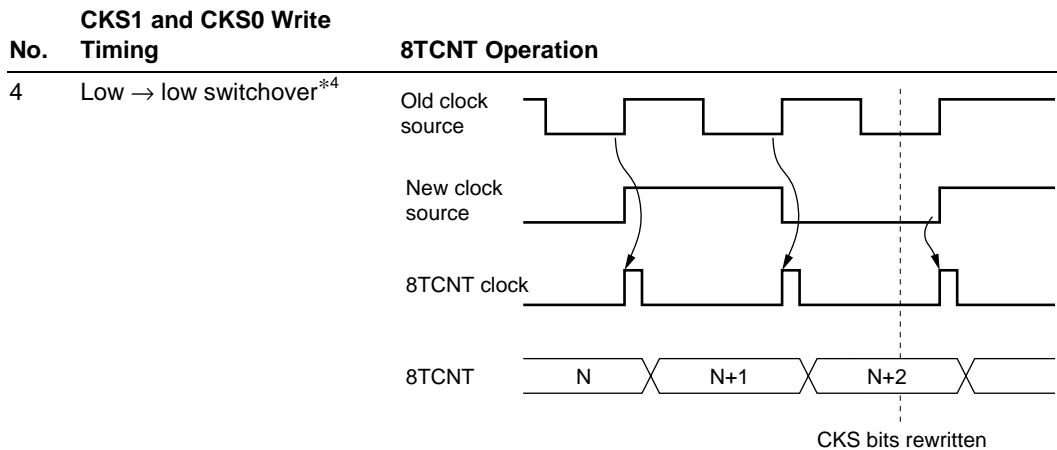 No.
CKS1 and CKS0 Write
Timing
8TCNT Operation
4
Low → low switchover*4
Old clock
source
New clock
source
8TCNT clock
8TCNT
N
N+1
N+2
CKS bits rewritten